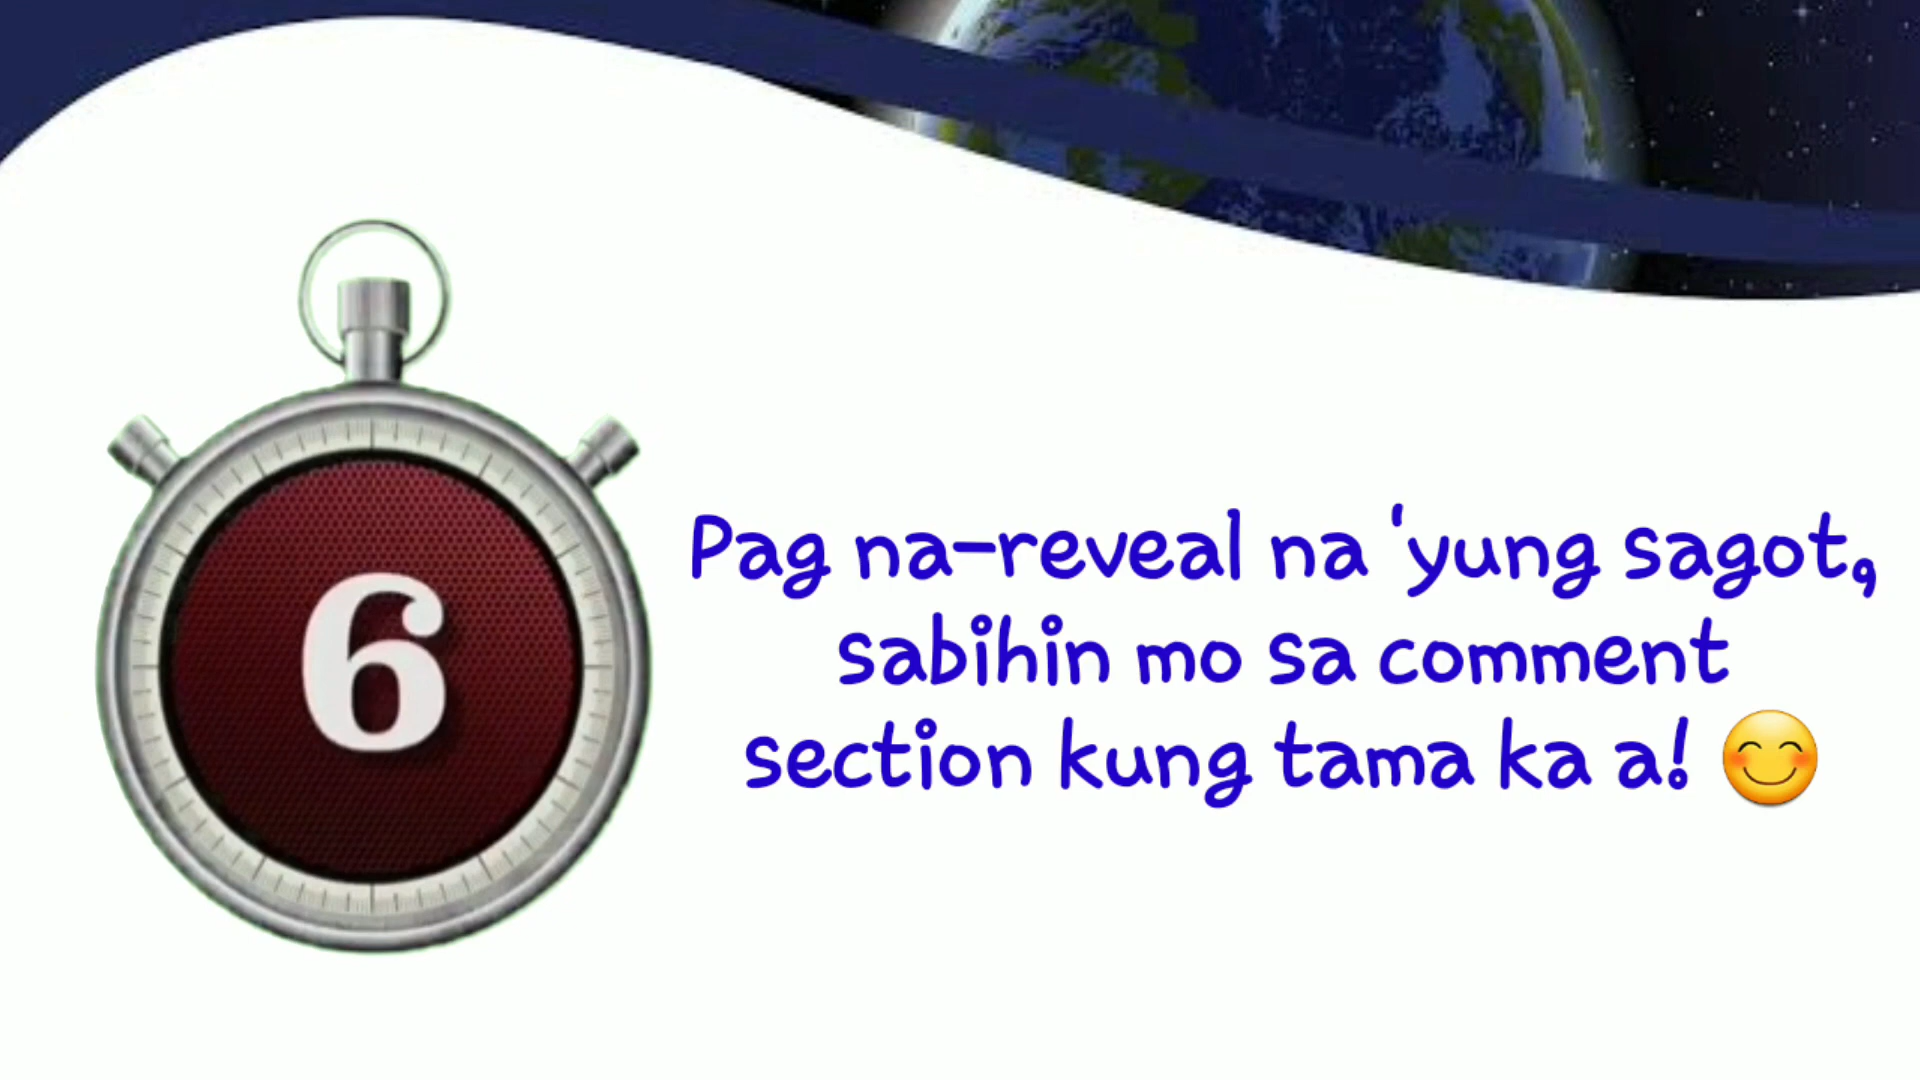 6
Pag na-reveal na 'yung sagot,
sabihin mo sa comment
section kung tama ka a! 😊